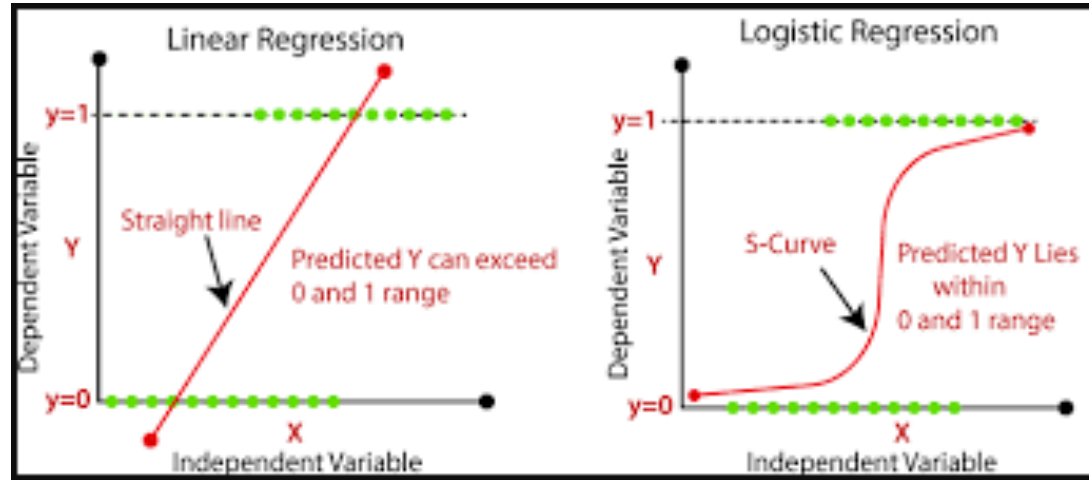 Linear Regression
y=1
Dependent Variable
Y
Straight line
Predicted Y can exceed
0 and 1 range
y=0
X
Independent Variable
Logistic Regression
y=1
Dependent Variable
Y
S-Curve
Predicted Y Lies
within
0 and 1 range
y=0
X
Independent Variable